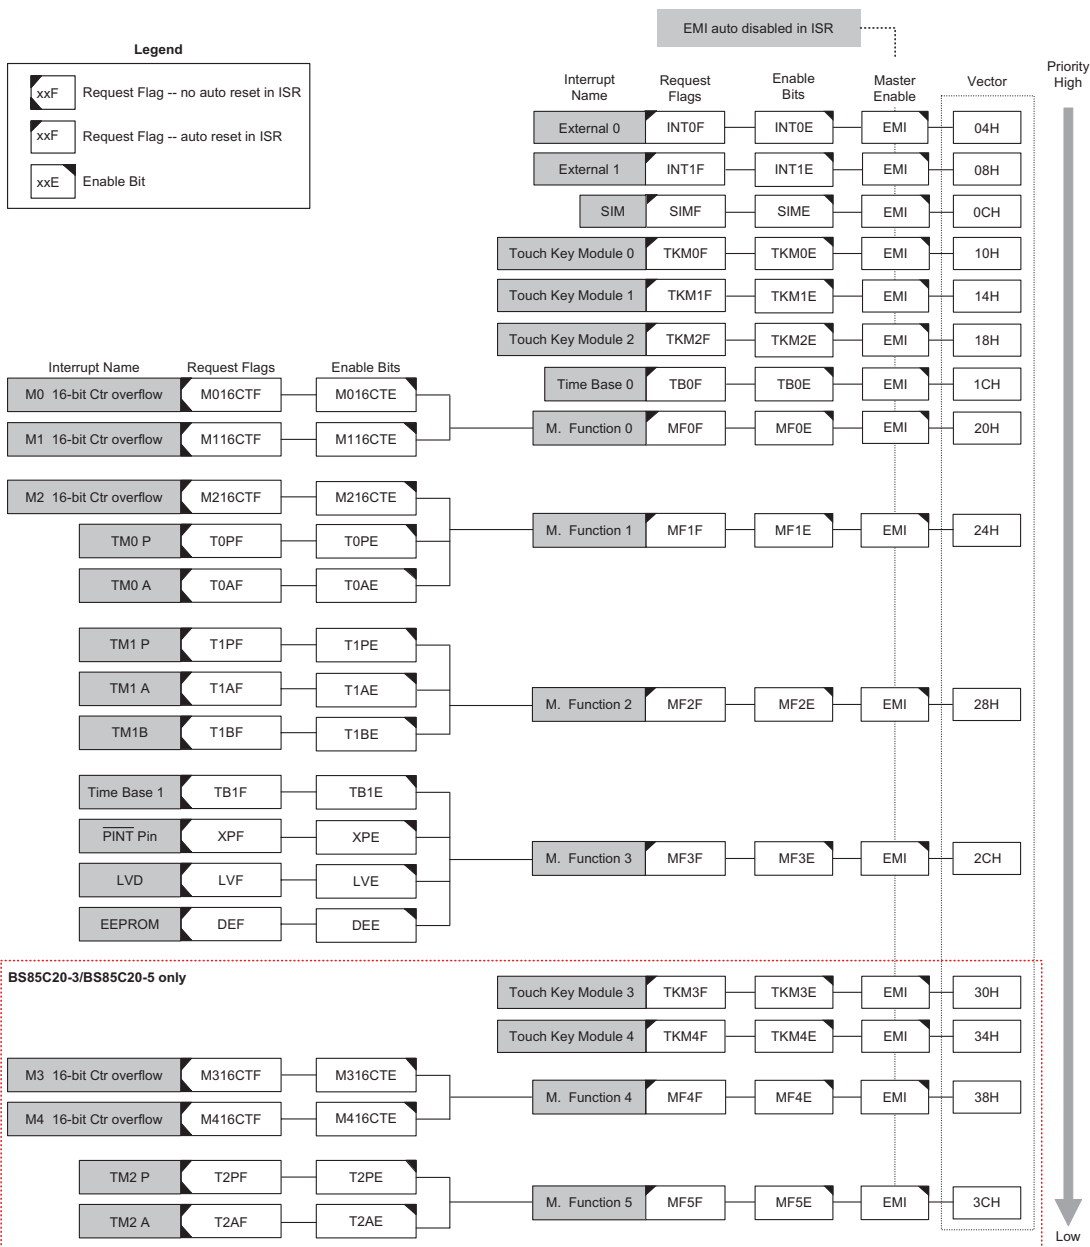 EMI auto disabled in ISR
Legend
xxF Request Flag -- no auto reset in ISR
xxF Request Flag -- auto reset in ISR
xxE Enable Bit
Priority
High
Interrupt Name Request Flags Enable Bits Master Enable Vector
External 0 INT0F INT0E EMI 04H
External 1 INT1F INT1E EMI 08H
SIM SIMF SIME EMI 0CH
Touch Key Module 0 TKM0F TKM0E EMI 10H
Touch Key Module 1 TKM1F TKM1E EMI 14H
Touch Key Module 2 TKM2F TKM2E EMI 18H
Interrupt Name Request Flags Enable Bits
Time Base 0 TB0F TB0E EMI 1CH
M0 16-bit Ctr overflow M016CTF M016CTE
M1 16-bit Ctr overflow M116CTF M116CTE
M. Function 0 MF0F MF0E EMI 20H
M2 16-bit Ctr overflow M216CTF M216CTE
TM0 P T0PF T0PE
TM0 A T0AF T0AE
M. Function 1 MF1F MF1E EMI 24H
TM1 P T1PF T1PE
TM1 A T1AF T1AE
TM1B T1BF T1BE
M. Function 2 MF2F MF2E EMI 28H
Time Base 1 TB1F TB1E
PINT Pin XPF XPE
LVD LVF LVE
EEPROM DEF DEE
M. Function 3 MF3F MF3E EMI 2CH
BS85C20-3/BS85C20-5 only
Touch Key Module 3 TKM3F TKM3E EMI 30H
Touch Key Module 4 TKM4F TKM4E EMI 34H
M3 16-bit Ctr overflow M316CTF M316CTE
M4 16-bit Ctr overflow M416CTF M416CTE
M. Function 4 MF4F MF4E EMI 38H
TM2 P T2PF T2PE
TM2 A T2AF T2AE
M. Function 5 MF5F MF5E EMI 3CH
Low